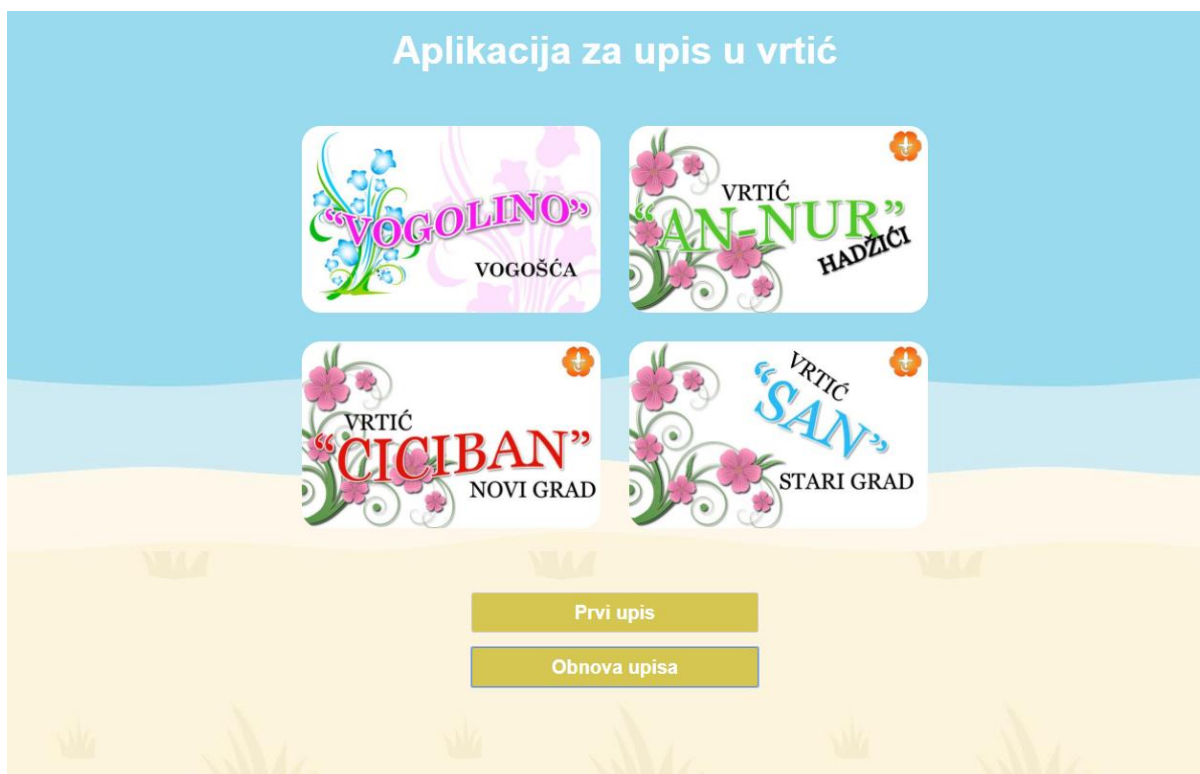 Aplikacija za upis u vrtić
“VOGOLINO”
VOGOŠĆA
VRTIĆ
“AN-NUR”
HADŽIĆI
VRTIĆ
“CICIBAN”
NOVI GRAD
VRTIĆ
“SAN”
STARI GRAD
Prvi upis
Obnova upisa